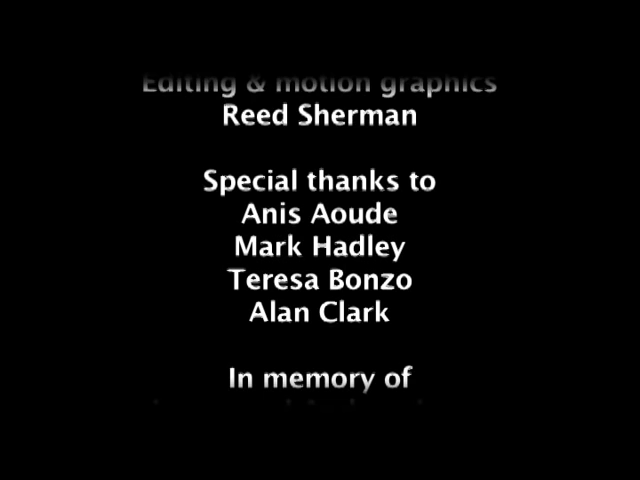 Editing & motion graphics
Reed Sherman
Special thanks to
Anis Aoude
Mark Hadley
Teresa Bonzo
Alan Clark
In memory of